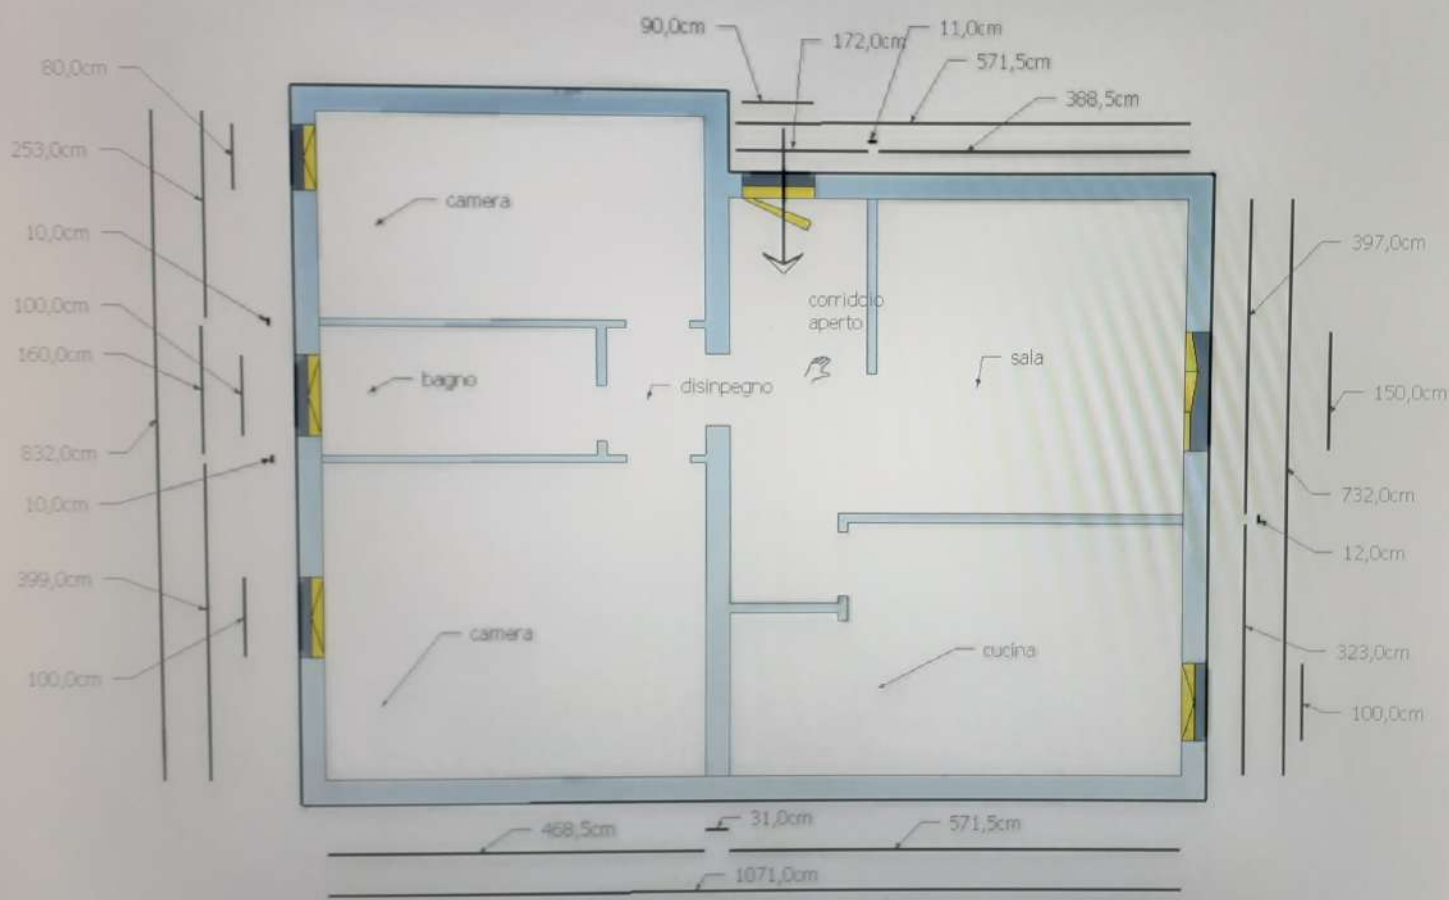 90,0cm
11,0cm
172,0cm
571,5cm
388,5cm
80,0cm
253,0cm
10,0cm
100,0cm
160,0cm
832,0cm
10,0cm
399,0cm
100,0cm
camera
corridoio
aperto
sala
bagno
disinpegno
camera
cucina
397,0cm
150,0cm
732,0cm
12,0cm
323,0cm
100,0cm
468,5cm
31,0cm
571,5cm
1071,0cm